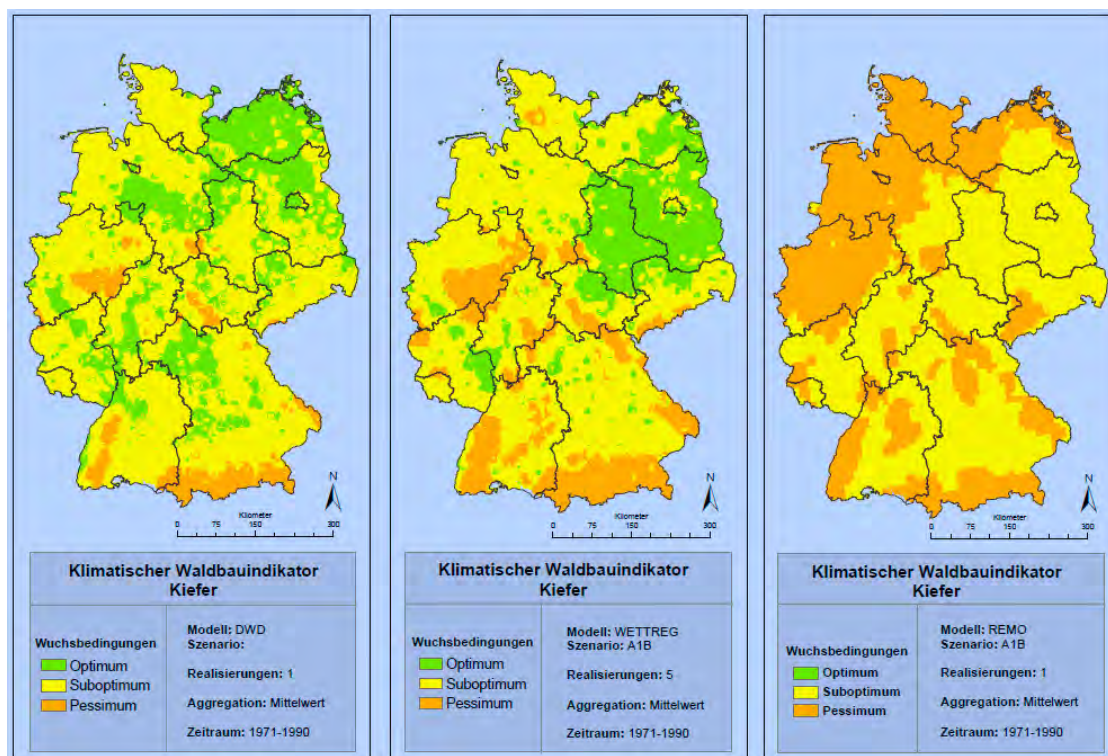 N
Kilometer
0 75 150 300
Klimatischer Waldbauindikator
Kiefer
Wuchsbedingungen
Optimum
Suboptimum
Pessimum
Modell: DWD
Szenario:
Realisierungen: 1
Aggregation: Mittelwert
Zeitraum: 1971-1990
N
Kilometer
0 75 150 300
Klimatischer Waldbauindikator
Kiefer
Wuchsbedingungen
Optimum
Suboptimum
Pessimum
Modell: WETTREG
Szenario: A1B
Realisierungen: 5
Aggregation: Mittelwert
Zeitraum: 1971-1990
N
Kilometer
0 75 150 300
Klimatischer Waldbauindikator
Kiefer
Wuchsbedingungen
Optimum
Suboptimum
Pessimum
Modell: REMO
Szenario: A1B
Realisierungen: 1
Aggregation: Mittelwert
Zeitraum: 1971-1990